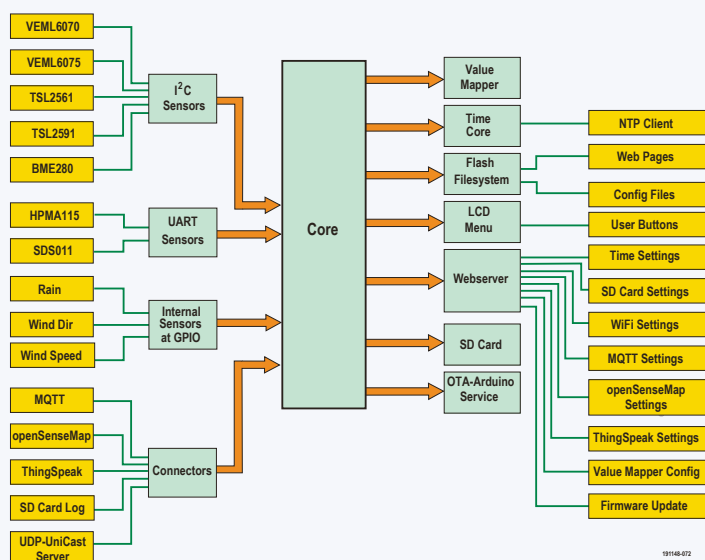 VEML6070
VEML6075
TSL2561
TSL2591
BME280
HPMA115
SDS011
Rain
Wind Dir
Wind Speed
MQTT
openSenseMap
ThingSpeak
SD Card Log
UDP-UniCast
Server
I²C
Sensors
UART
Sensors
Internal
Sensors
at GPIO
Connectors
Core
Value
Mapper
Time
Core
Flash
Filesystem
LCD
Menu
Webserver
SD Card
OTA-Arduino
Service
NTP Client
Web Pages
Config Files
User Buttons
Time Settings
SD Card Settings
WiFi Settings
MQTT Settings
openSenseMap
Settings
ThingSpeak Settings
Value Mapper Config
Firmware Update
191148-072